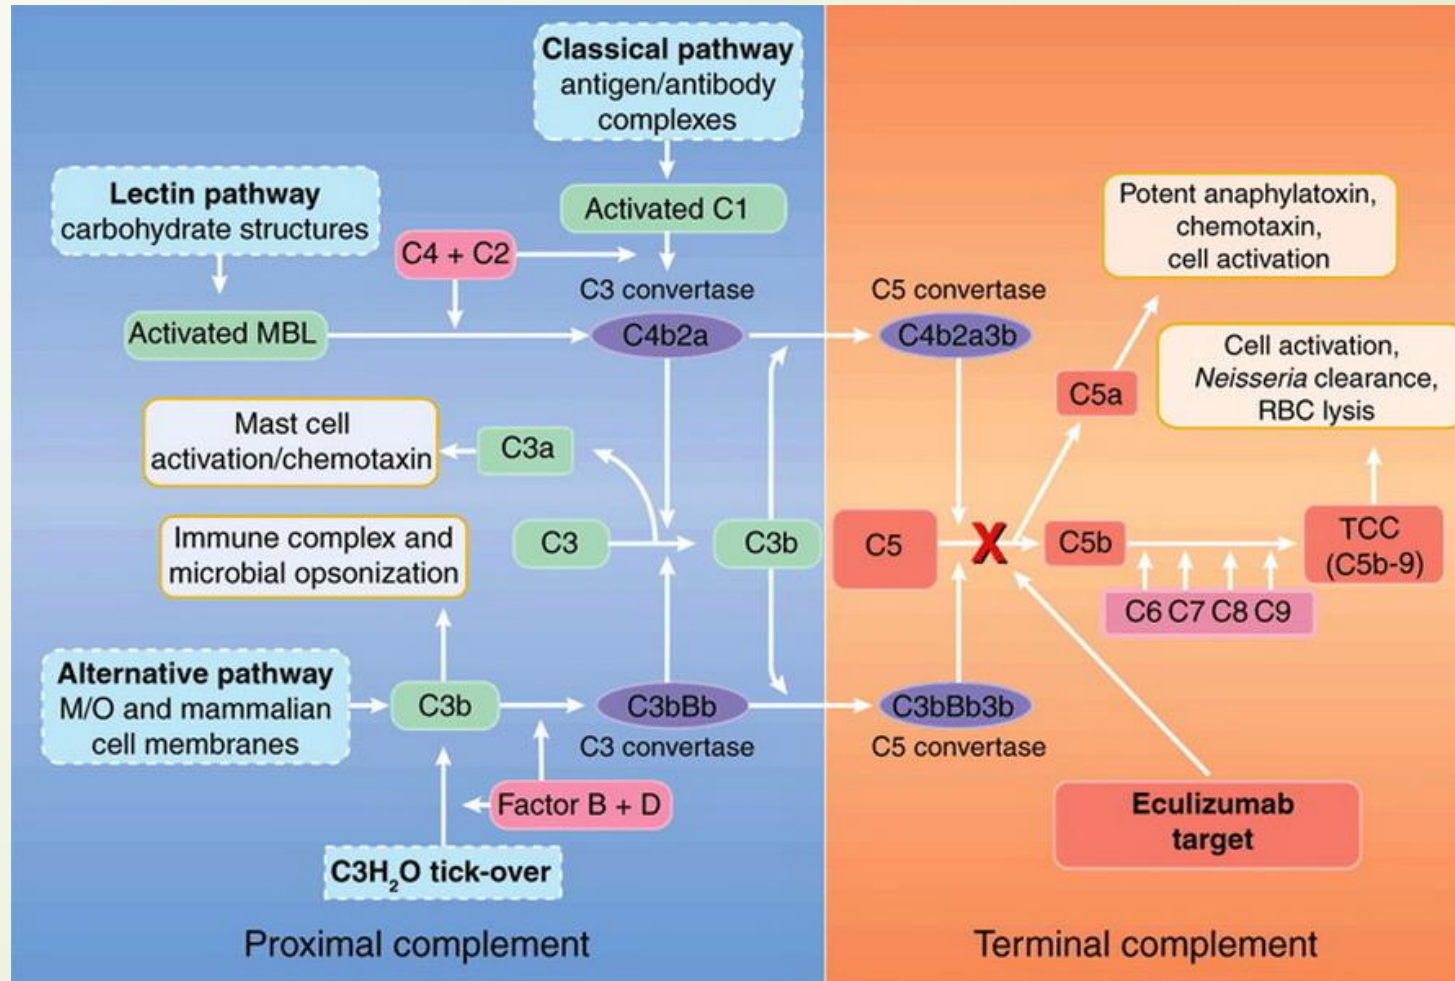 Classical pathway
antigen/antibody
complexes
Lectin pathway
carbohydrate structures
Activated C1
C4 + C2
C3 convertase
Activated MBL
C4b2a
C5 convertase
C4b2a3b
Potent anaphylatoxin,
chemotaxin,
cell activation
Cell activation,
Neisseria clearance,
RBC lysis
C5a
Mast cell
activation/chemotaxin
C3a
Immune complex and
microbial opsonization
C3
C3b
C5
X
C5b
TCC
(C5b-9)
C6 C7 C8 C9
Alternative pathway
M/O and mammalian
cell membranes
C3b
C3bBb
C3 convertase
C3bBb3b
C5 convertase
Factor B + D
C3H₂O tick-over
Eculizumab
target
Proximal complement
Terminal complement